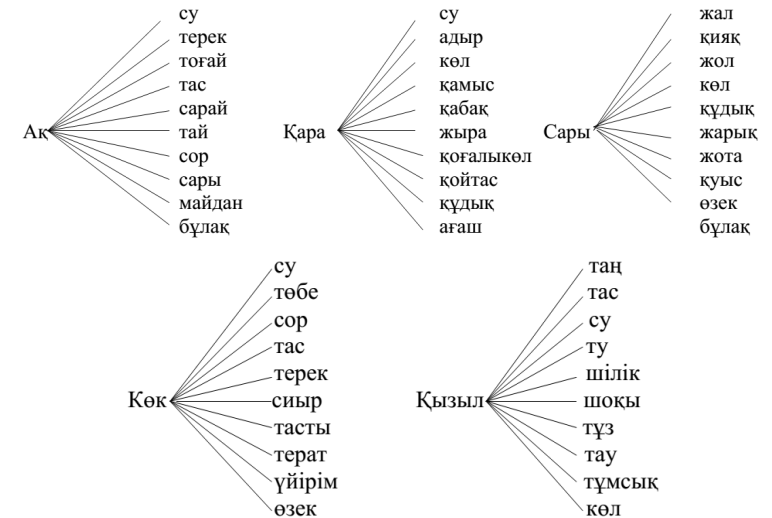 Ақ
су
терек
тоғай
тас
сарай
тай
сор
сары
майдан
бұлақ
Қара
су
адыр
көл
қамыс
қабақ
жыра
қоғалыкөл
қойтас
құдық
ағаш
Сары
жал
қияқ
жол
көл
құдық
жарық
жота
қуыс
өзек
бұлақ
Көк
су
төбе
сор
тас
терек
сиыр
тасты
терат
үйірім
өзек
Қызыл
таң
тас
су
ту
шілік
шоқы
тұз
тау
тұмсық
көл